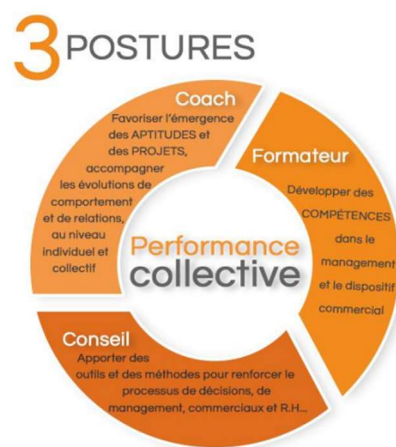 3 POSTURES
Coach
Favoriser l'émergence
des APTITUDES et
des PROJETS,
accompagner
les évolutions de
comportement
et de relations,
au niveau
individuel et
collectif
Formateur
Développer des
COMPÉTENCES
dans le
management
et le dispositif
commercial
Performance
collective
Conseil
Apporter des
outils et des méthodes pour renforcer le
processus de décisions, de
management, commerciaux et R.H...